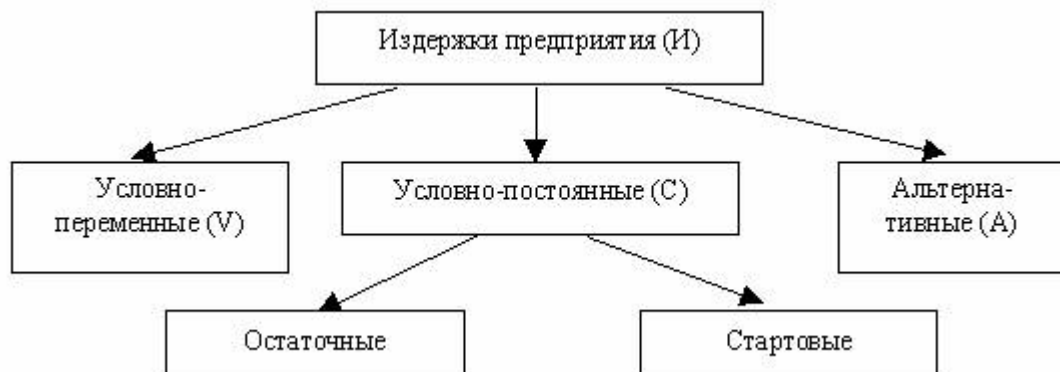 Издержки предприятия (И)
Условно-
переменные (V)
Условно-постоянные (С)
Альтерна-
тивные (А)
Остаточные
Стартовые